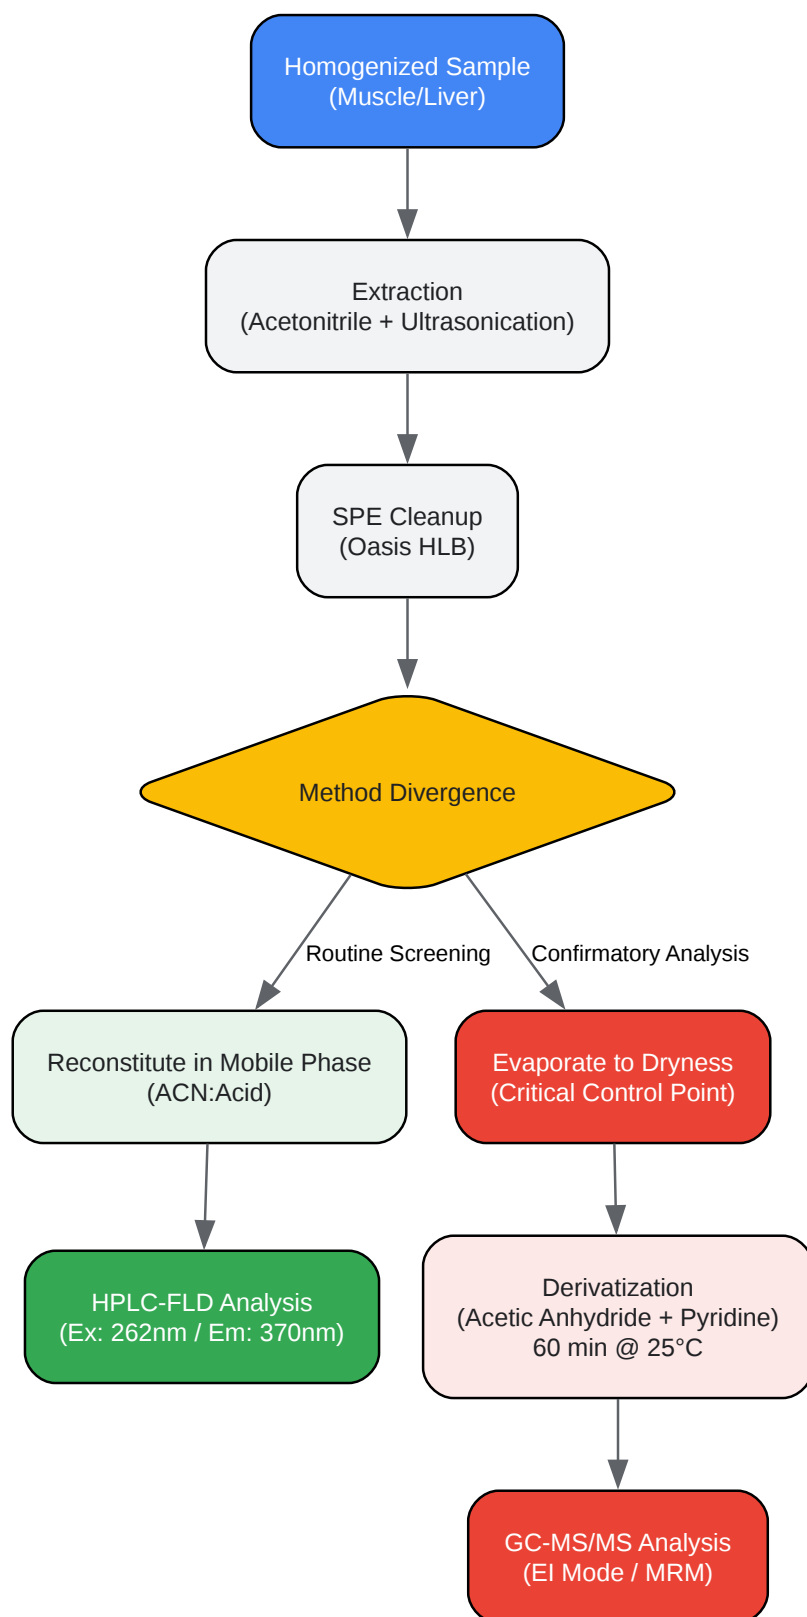 Homogenized Sample
(Muscle/Liver)
Extraction
(Acetonitrile + Ultrasonication)
SPE Cleanup
(Oasis HLB)
Method Divergence
Routine Screening
Confirmatory Analysis
Reconstitute in Mobile Phase
(ACN:Acid)
Evaporate to Dryness
(Critical Control Point)
HPLC-FLD Analysis
(Ex: 262nm / Em: 370nm)
Derivatization
(Acetic Anhydride + Pyridine)
60 min @ 25°C
GC-MS/MS Analysis
(EI Mode / MRM)